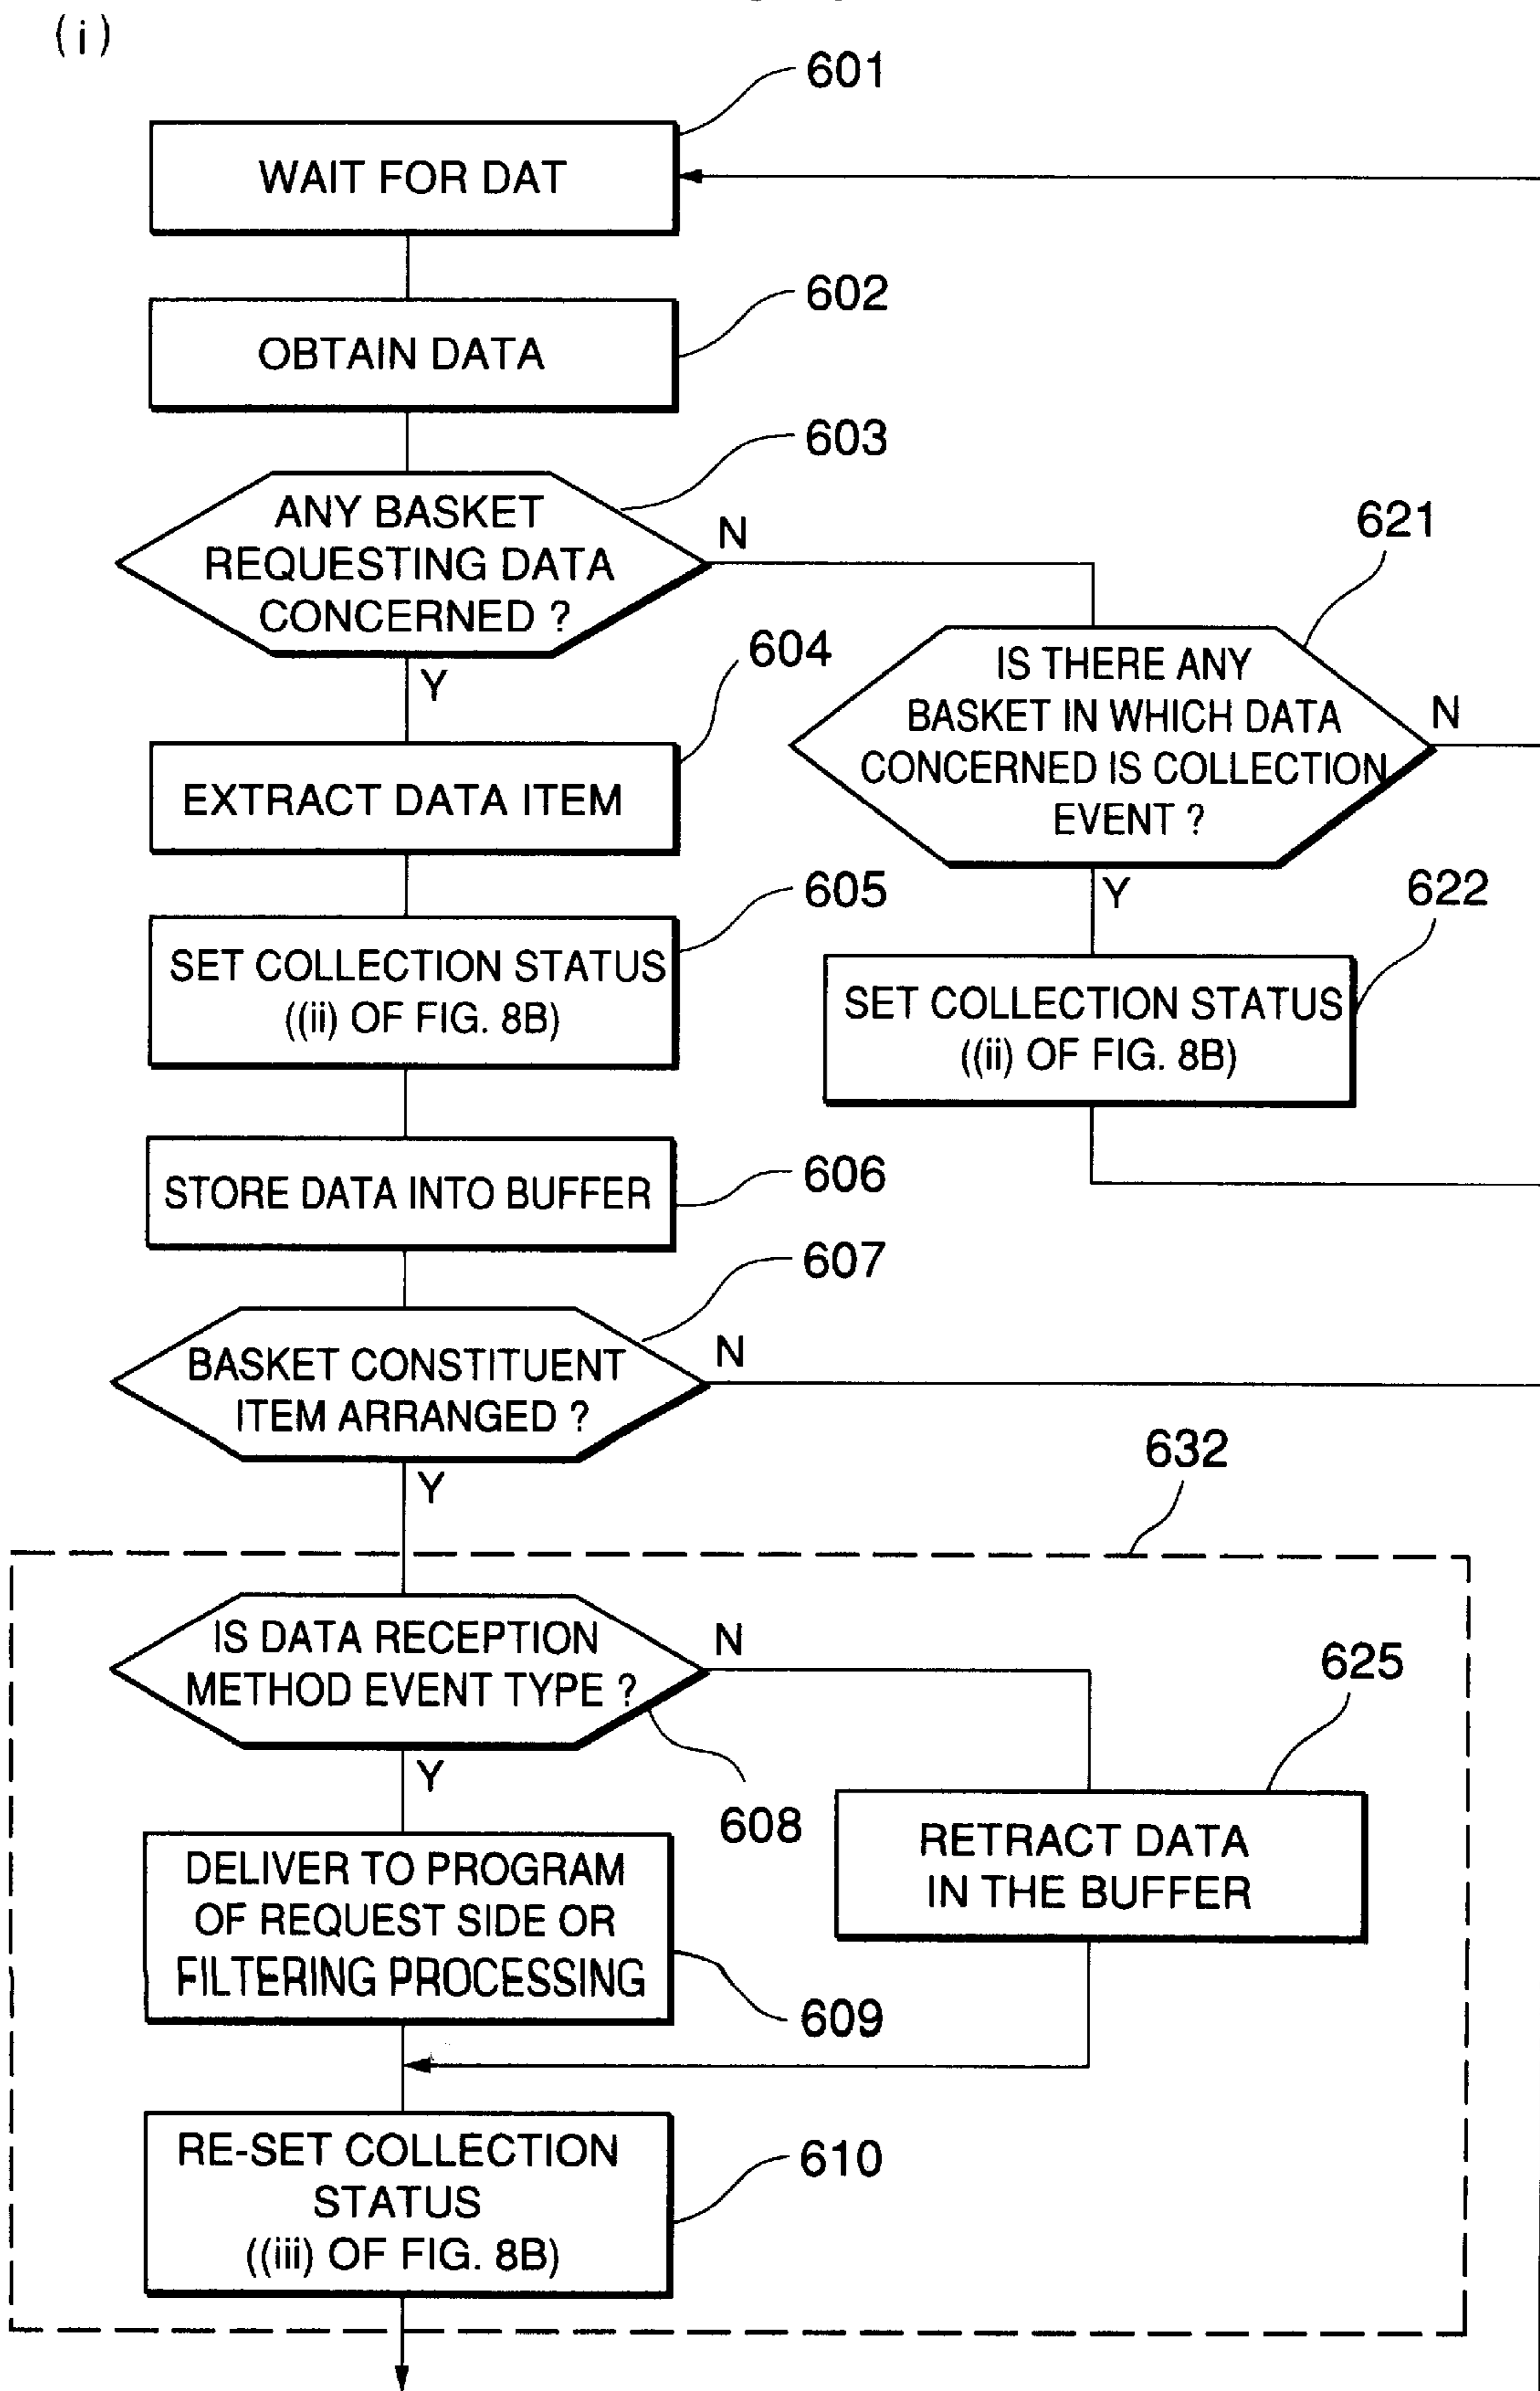 (i)
601
WAIT FOR DAT
602
OBTAIN DATA
603
ANY BASKET
REQUESTING DATA
CONCERNED ?
N
Y
621
IS THERE ANY
BASKET IN WHICH DATA
CONCERNED IS COLLECTION
EVENT ?
N
Y
604
EXTRACT DATA ITEM
605
SET COLLECTION STATUS
((ii) OF FIG. 8B)
622
SET COLLECTION STATUS
((ii) OF FIG. 8B)
606
STORE DATA INTO BUFFER
607
BASKET CONSTITUENT
ITEM ARRANGED ?
N
Y
632
IS DATA RECEPTION
METHOD EVENT TYPE ?
N
Y
608
625
RETRACT DATA
IN THE BUFFER
DELIVER TO PROGRAM
OF REQUEST SIDE OR
FILTERING PROCESSING
609
RE-SET COLLECTION
STATUS
((iii) OF FIG. 8B)
610